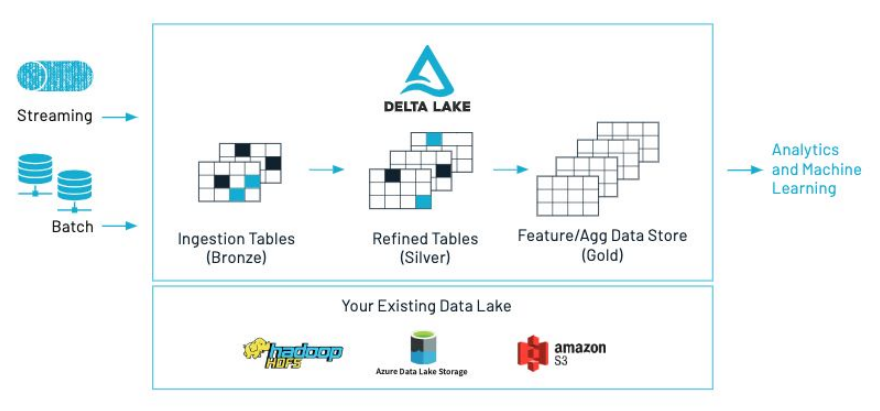 DELTA LAKE
Streaming
Batch
Ingestion Tables
(Bronze)
Refined Tables
(Silver)
Feature/Agg Data Store
(Gold)
Analytics
and Machine
Learning
Your Existing Data Lake
hadoop
HDFS
Azure Data Lake Storage
amazon
S3